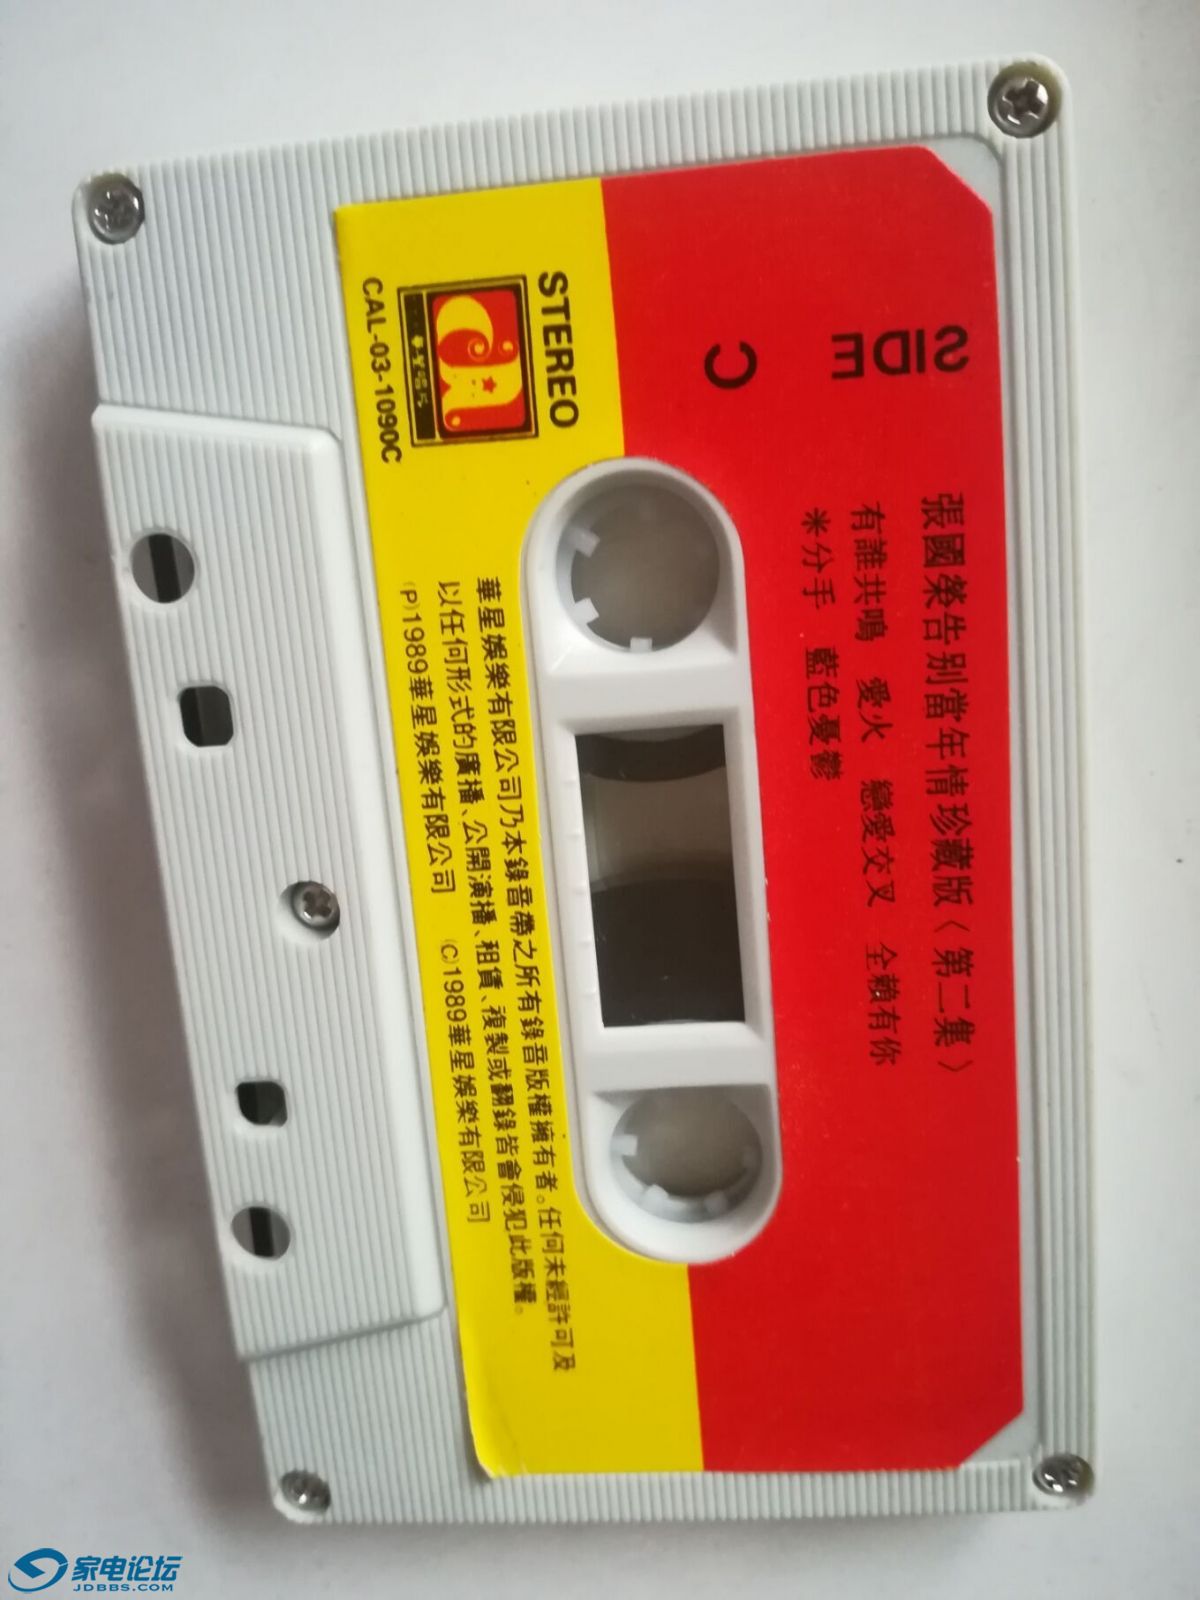 SIDE
C
張國榮告別當年情珍藏版〈第二集〉
有誰共鳴 愛火 戀愛交叉 全賴有你
※分手 藍色憂鬱
STEREO
CAL-03-1090C
華星娛樂有限公司乃本錄音帶之所有錄音版權擁有者。任何未經許可及
以任何形式的廣播、公開演播、租賃、複製或翻錄皆會侵犯此版權。
(P)1989華星娛樂有限公司 (C)1989華星娛樂有限公司
家电论坛
JDBBS.COM